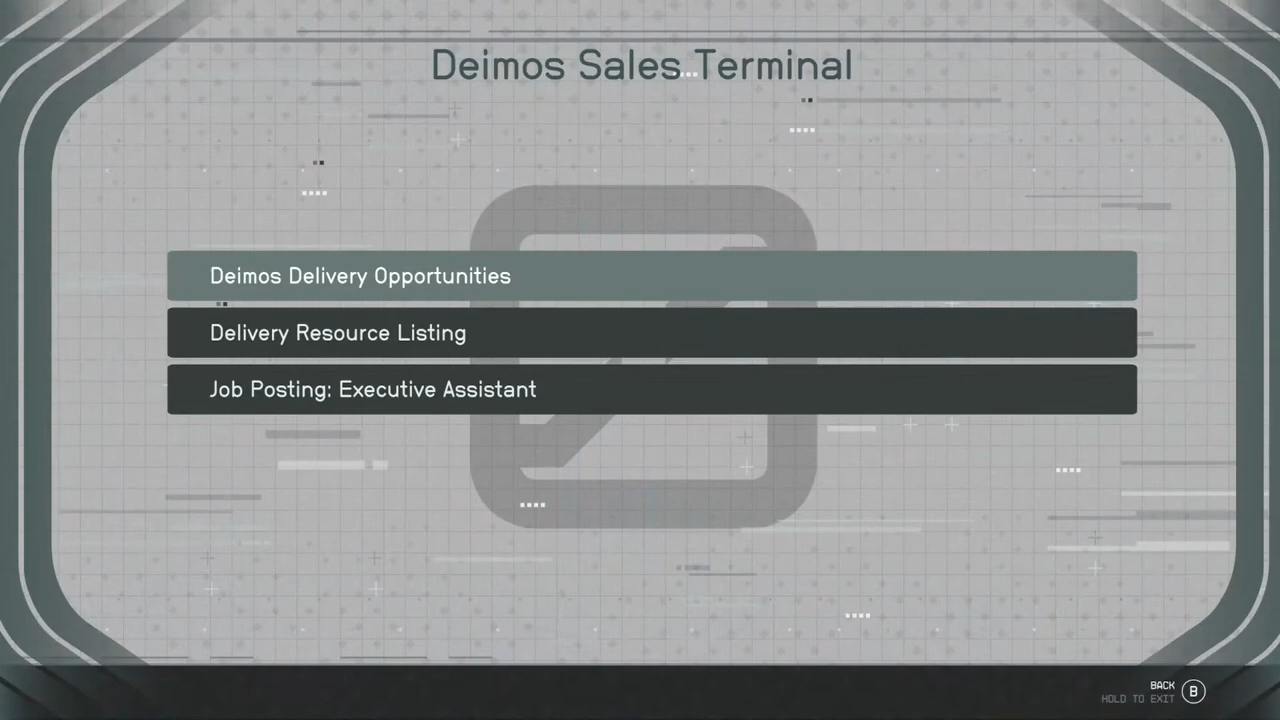 Deimos Sales Terminal
Deimos Delivery Opportunities
Delivery Resource Listing
Job Posting: Executive Assistant
BACK
HOLD TO EXIT
B